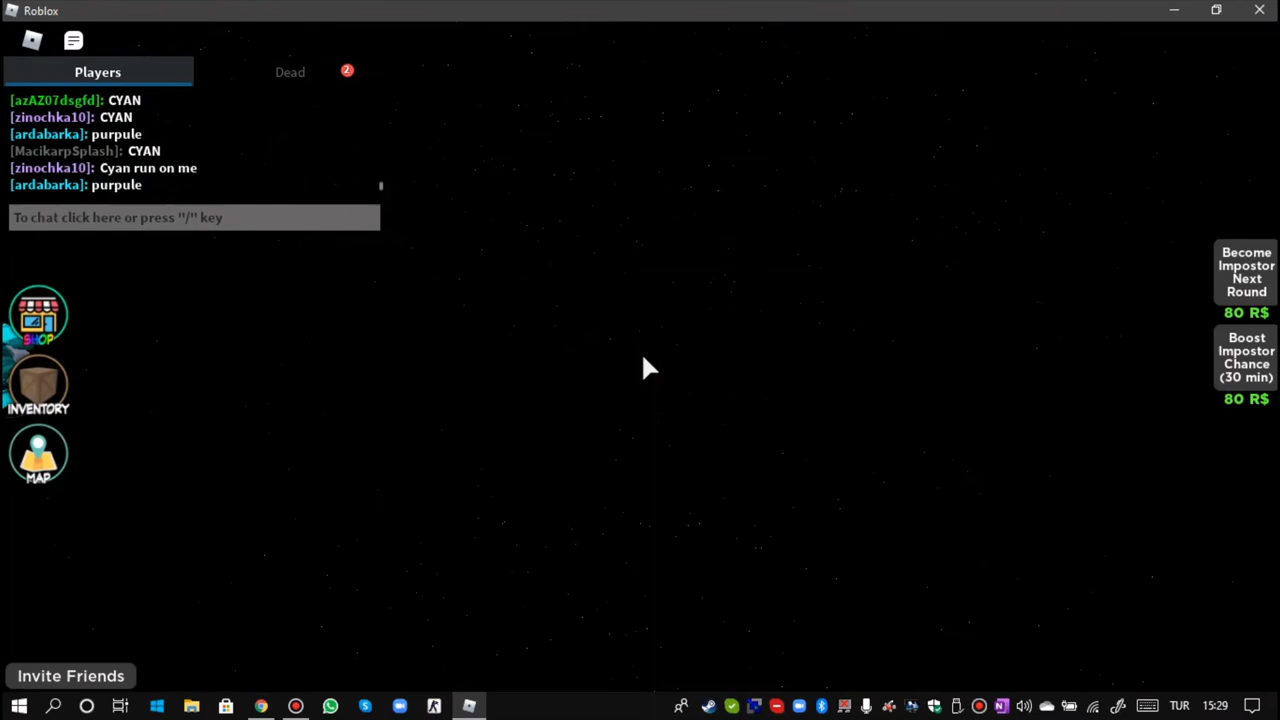 Roblox
Players
Dead
2
[azAZ07dsgfd]: CYAN
[zinochka10]: CYAN
[ardabarka]: purpule
[MacikarpSplash]: CYAN
[zinochka10]: Cyan run on me
[ardabarka]: purpule
To chat click here or press "/" key
SHOP
INVENTORY
MAP
Become
Impostor
Next
Round
80 R$
Boost
Impostor
Chance
(30 min)
80 R$
Invite Friends
TUR
15:29